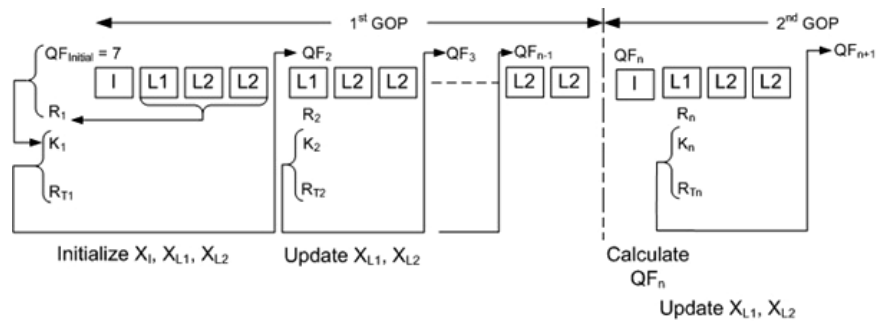 1st GOP
2nd GOP
QFInitial = 7
QF2
QF3
QFn-1
QFn
QFn+1
I L1 L2 L2
L1 L2 L2
L2 L2
I L1 L2 L2
R1
R2
Rn
K1
K2
Kn
RT1
RT2
RTn
Initialize XI, XL1, XL2
Update XL1, XL2
Calculate
QFn
Update XL1, XL2